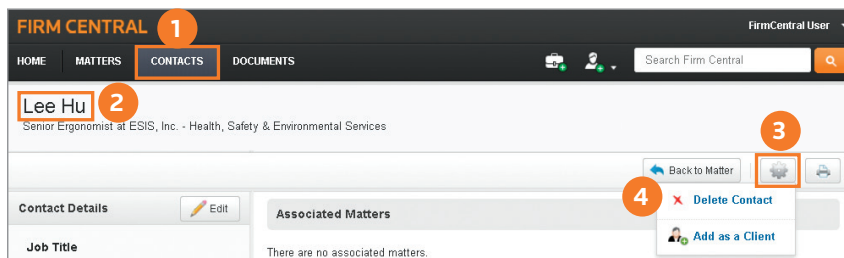 FIRM CENTRAL
1
FirmCentral User
HOME MATTERS CONTACTS DOCUMENTS
Search Firm Central
Lee Hu
2
Senior Ergonomist at ESIS, Inc. - Health, Safety & Environmental Services
3
Back to Matter
4
Delete Contact
Contact Details
Edit
Associated Matters
Add as a Client
Job Title
There are no associated matters.